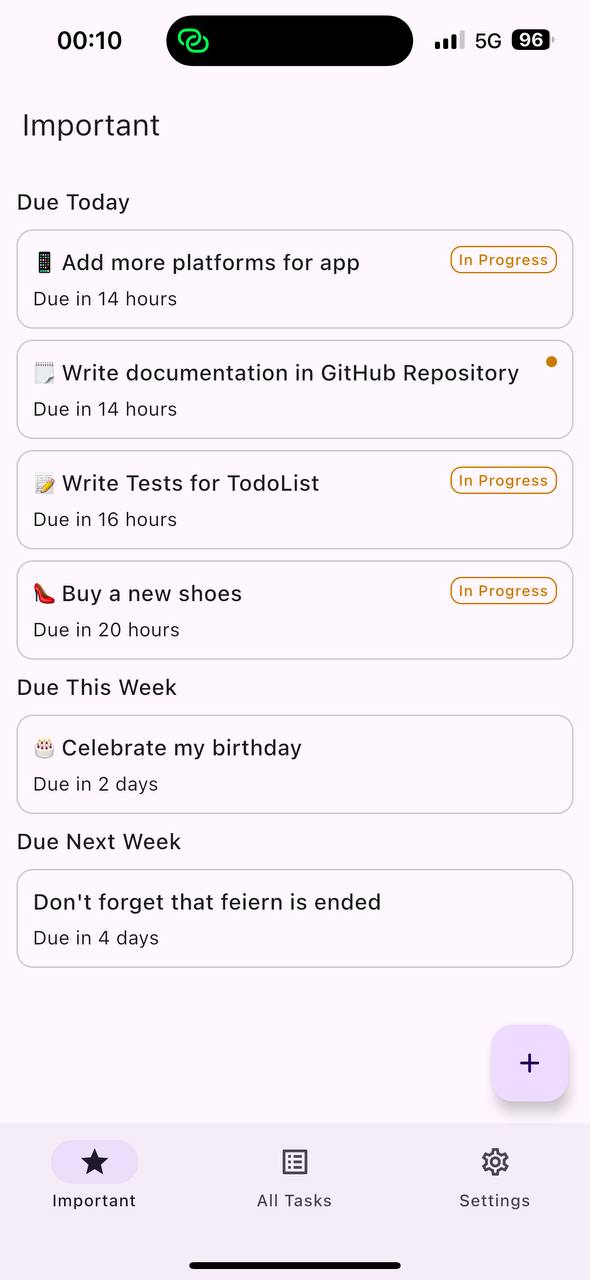 00:10
5G
96
Important
Due Today
📱 Add more platforms for app
In Progress
Due in 14 hours
🗒️ Write documentation in GitHub Repository
Due in 14 hours
📝 Write Tests for TodoList
In Progress
Due in 16 hours
👠 Buy a new shoes
In Progress
Due in 20 hours
Due This Week
🎂 Celebrate my birthday
Due in 2 days
Due Next Week
Don't forget that feiern is ended
Due in 4 days
+
Important
All Tasks
Settings